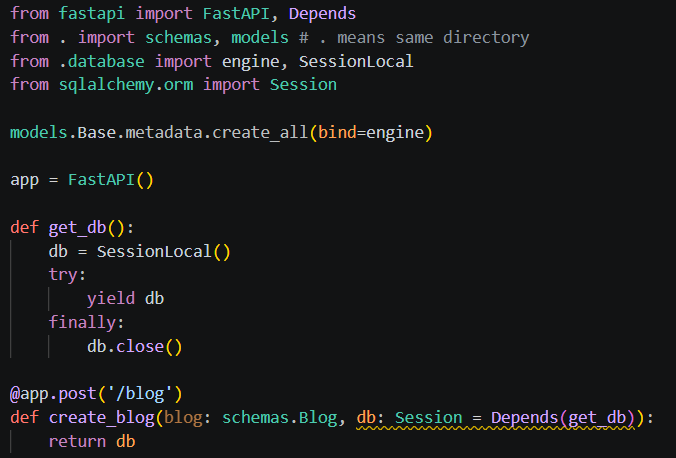 from fastapi import FastAPI, Depends
from . import schemas, models # . means same directory
from .database import engine, SessionLocal
from sqlalchemy.orm import Session

models.Base.metadata.create_all(bind=engine)

app = FastAPI()

def get_db():
    db = SessionLocal()
    try:
        yield db
    finally:
        db.close()

@app.post('/blog')
def create_blog(blog: schemas.Blog, db: Session = Depends(get_db)):
    return db